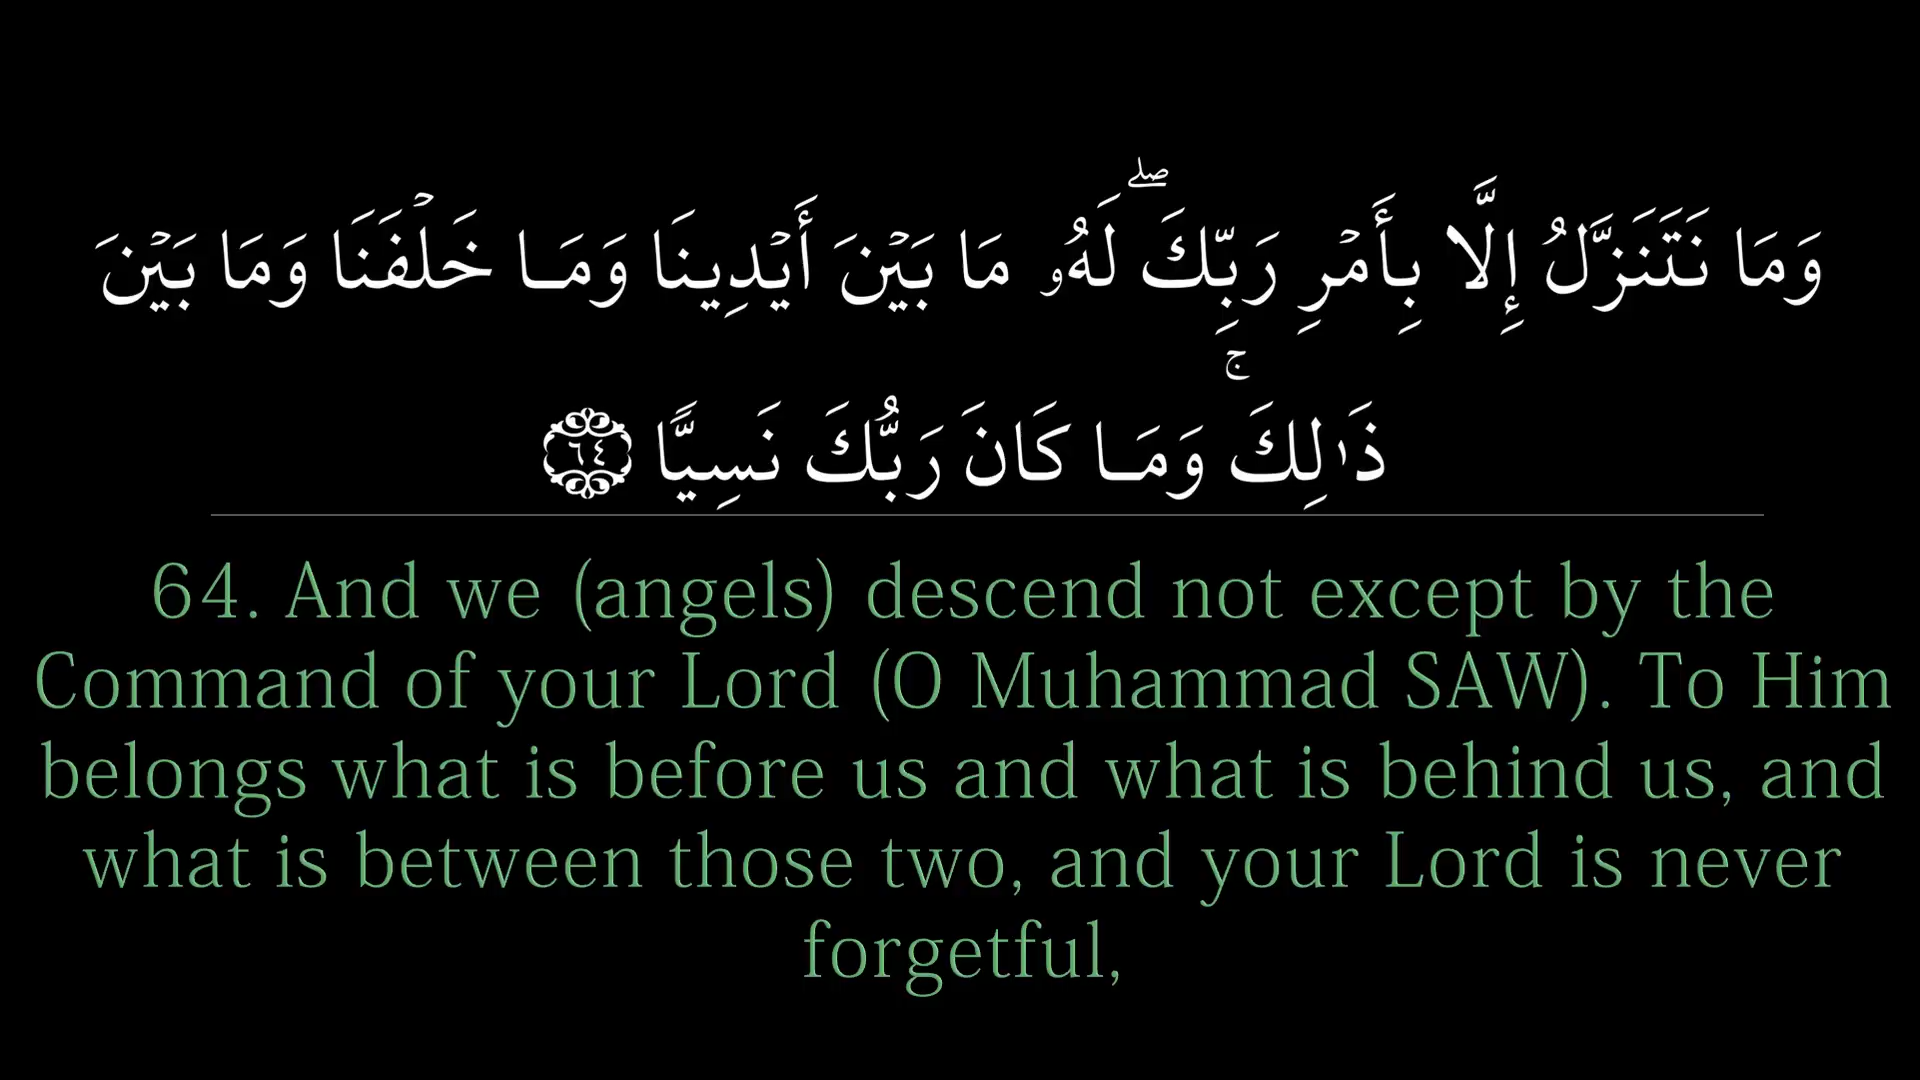 وَمَا نَتَنَزَّلُ إِلَّا بِأَمْرِ رَبِّكَ ۖ لَهُۥ مَا بَيْنَ أَيْدِينَا وَمَـا خَلْفَنَا وَمَا بَيْنَ
ذَٰلِكَ ۚ وَمَـا كَانَ رَبُّكَ نَسِيًّا ٦٤
64. And we (angels) descend not except by the
Command of your Lord (O Muhammad SAW). To Him
belongs what is before us and what is behind us, and
what is between those two, and your Lord is never
forgetful,